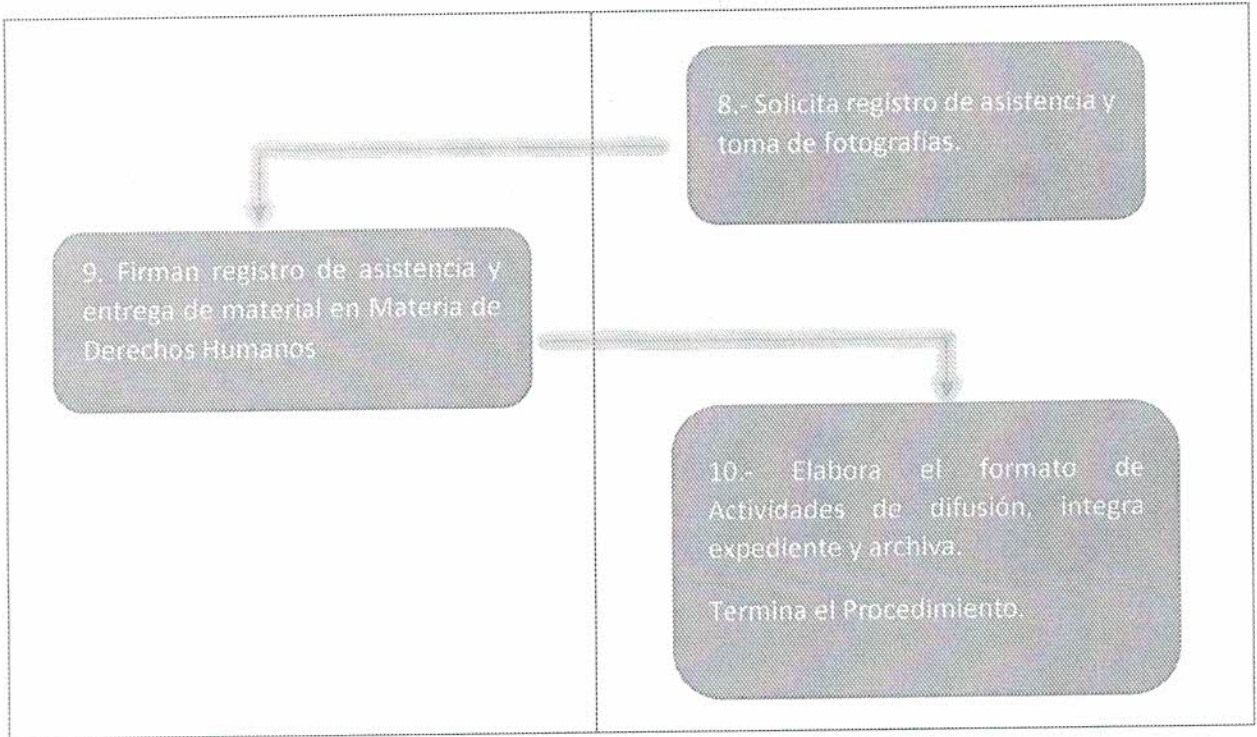 8.- Solicita registro de asistencia y
toma de fotografías.
9. Firman registro de asistencia y
entrega de material en Materia de
Derechos Humanos
10.- Elabora el formato de
Actividades de difusión, integra
expediente y archiva.
Termina el Procedimiento.